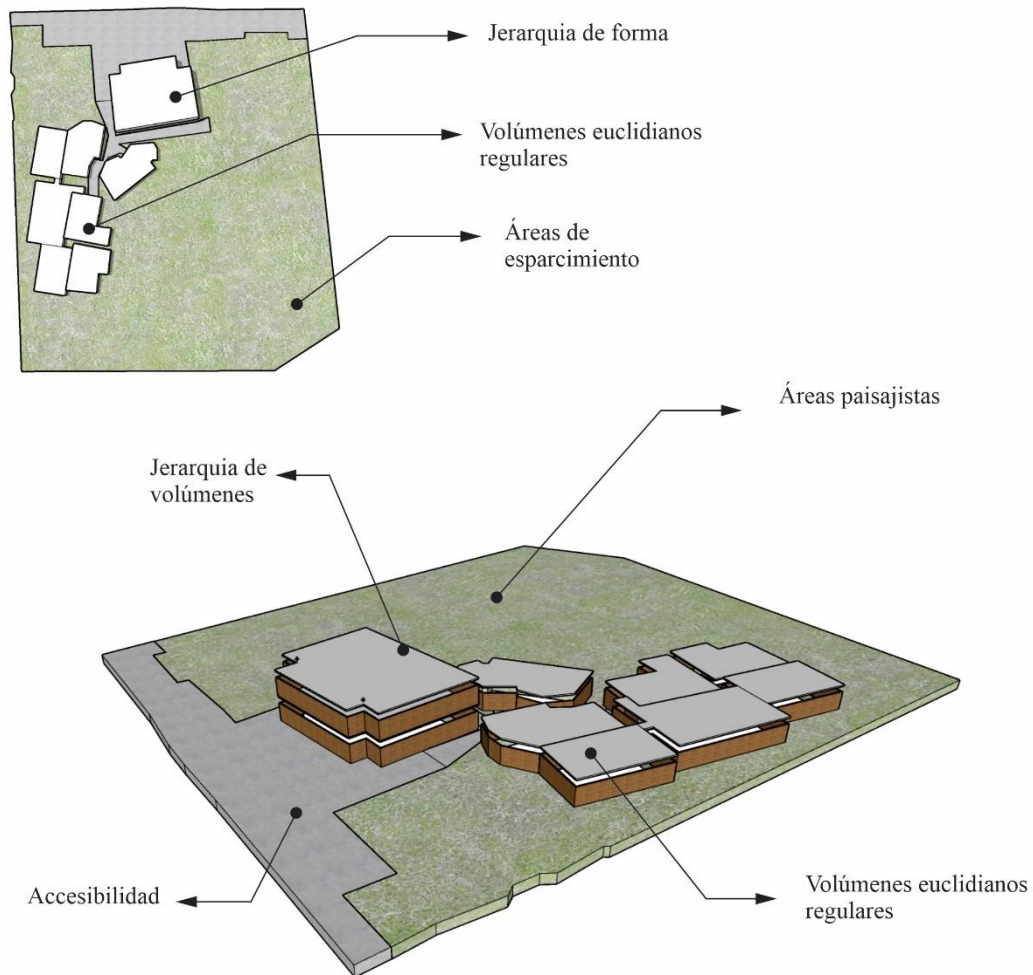 Jerarquia de forma
Volúmenes euclidianos
regulares
Áreas de
esparcimiento
Áreas paisajistas
Jerarquia de
volúmenes
Accesibilidad
Volúmenes euclidianos
regulares